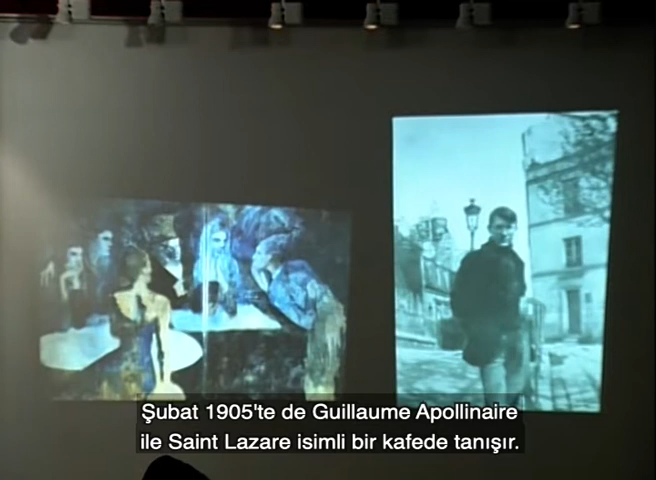 Şubat 1905'te de Guillaume Apollinaire
ile Saint Lazare isimli bir kafede tanışır.